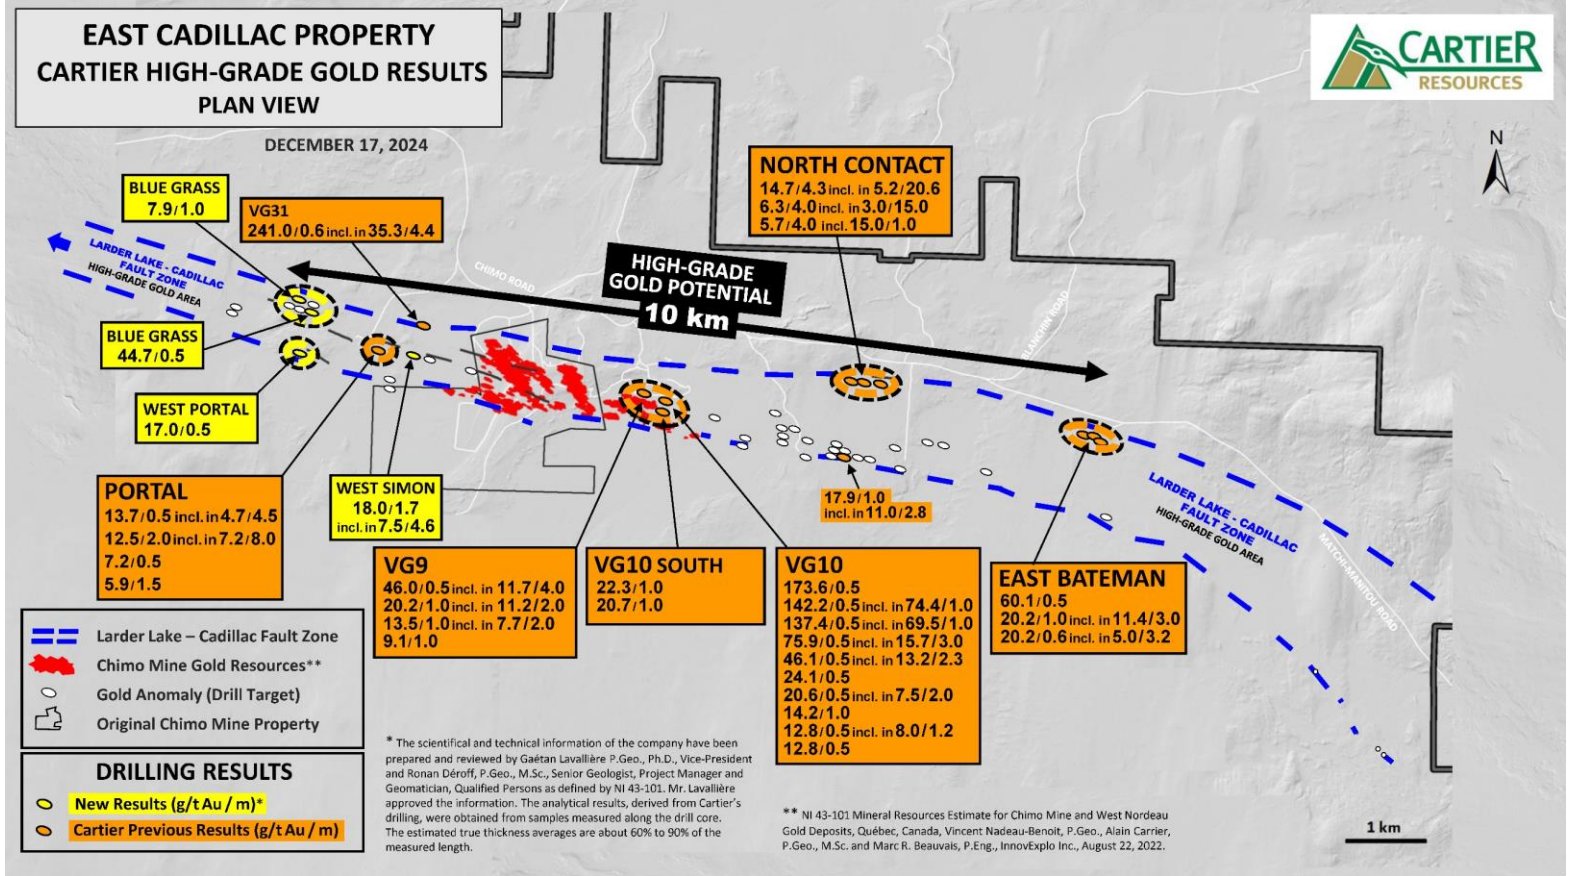 EAST CADILLAC PROPERTY
CARTIER HIGH-GRADE GOLD RESULTS
PLAN VIEW
DECEMBER 17, 2024
CARTIER
RESOURCES
N
BLUE GRASS
7.9/1.0
VG31
241.0/0.6 incl. in 35.3/4.4
NORTH CONTACT
14.7/4.3 incl. in 5.2/20.6
6.3/4.0 incl. in 3.0/15.0
5.7/4.0 incl. 15.0/1.0
LARDER LAKE - CADILLAC
FAULT ZONE
HIGH-GRADE GOLD AREA
CHIMO ROAD
HIGH-GRADE
GOLD POTENTIAL
10 km
BLANCHIN ROAD
BLUE GRASS
44.7/0.5
WEST PORTAL
17.0/0.5
PORTAL
13.7/0.5 incl. in 4.7/4.5
12.5/2.0 incl. in 7.2/8.0
7.2/0.5
5.9/1.5
WEST SIMON
18.0/1.7
incl. in 7.5/4.6
17.9/1.0
incl. in 11.0/2.8
LARDER LAKE - CADILLAC
FAULT ZONE
HIGH-GRADE GOLD AREA
MATCHI-MANITOU ROAD
VG9
46.0/0.5 incl. in 11.7/4.0
20.2/1.0 incl. in 11.2/2.0
13.5/1.0 incl. in 7.7/2.0
9.1/1.0
VG10 SOUTH
22.3/1.0
20.7/1.0
VG10
173.6/0.5
142.2/0.5 incl. in 74.4/1.0
137.4/0.5 incl. in 69.5/1.0
75.9/0.5 incl. in 15.7/3.0
46.1/0.5 incl. in 13.2/2.3
24.1/0.5
20.6/0.5 incl. in 7.5/2.0
14.2/1.0
12.8/0.5 incl. in 8.0/1.2
12.8/0.5
EAST BATEMAN
60.1/0.5
20.2/1.0 incl. in 11.4/3.0
20.2/0.6 incl. in 5.0/3.2
Larder Lake – Cadillac Fault Zone
Chimo Mine Gold Resources**
Gold Anomaly (Drill Target)
Original Chimo Mine Property
DRILLING RESULTS
New Results (g/t Au / m)*
Cartier Previous Results (g/t Au / m)
* The scientifical and technical information of the company have been
prepared and reviewed by Gaétan Lavallière P.Geo., Ph.D., Vice-President
and Ronan Déroff, P.Geo., M.Sc., Senior Geologist, Project Manager and
Geomatician, Qualified Persons as defined by NI 43-101. Mr. Lavallière
approved the information. The analytical results, derived from Cartier's
drilling, were obtained from samples measured along the drill core.
The estimated true thickness averages are about 60% to 90% of the
measured length.
** NI 43-101 Mineral Resources Estimate for Chimo Mine and West Nordeau
Gold Deposits, Québec, Canada, Vincent Nadeau-Benoit, P.Geo., Alain Carrier,
P.Geo., M.Sc. and Marc R. Beauvais, P.Eng., InnovExplo Inc., August 22, 2022.
1 km